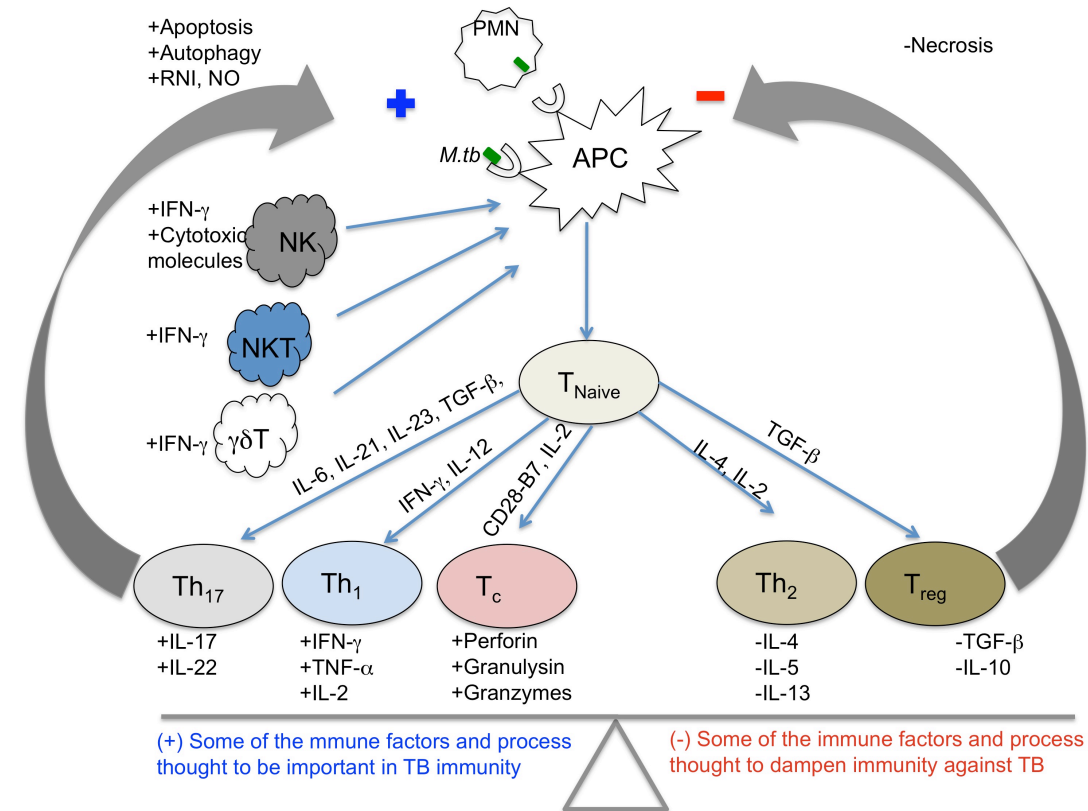 +Apoptosis
+Autophagy
+RNI, NO
PMN
-Necrosis
M.tb
APC
+IFN-γ
+Cytotoxic
molecules
NK
+IFN-γ
NKT
+IFN-γ
γδT
T Naive
IL-6, IL-21, IL-23, TGF-β,
IFN-γ, IL-12
CD28-B7, IL-2
IL-4, IL-2
TGF-β
Th17
+IL-17
+IL-22
Th1
+IFN-γ
+TNF-α
+IL-2
Tc
+Perforin
+Granulysin
+Granzymes
Th2
-IL-4
-IL-5
-IL-13
Treg
-TGF-β
-IL-10
(+) Some of the mmune factors and process
thought to be important in TB immunity
(-) Some of the immune factors and process
thought to dampen immunity against TB